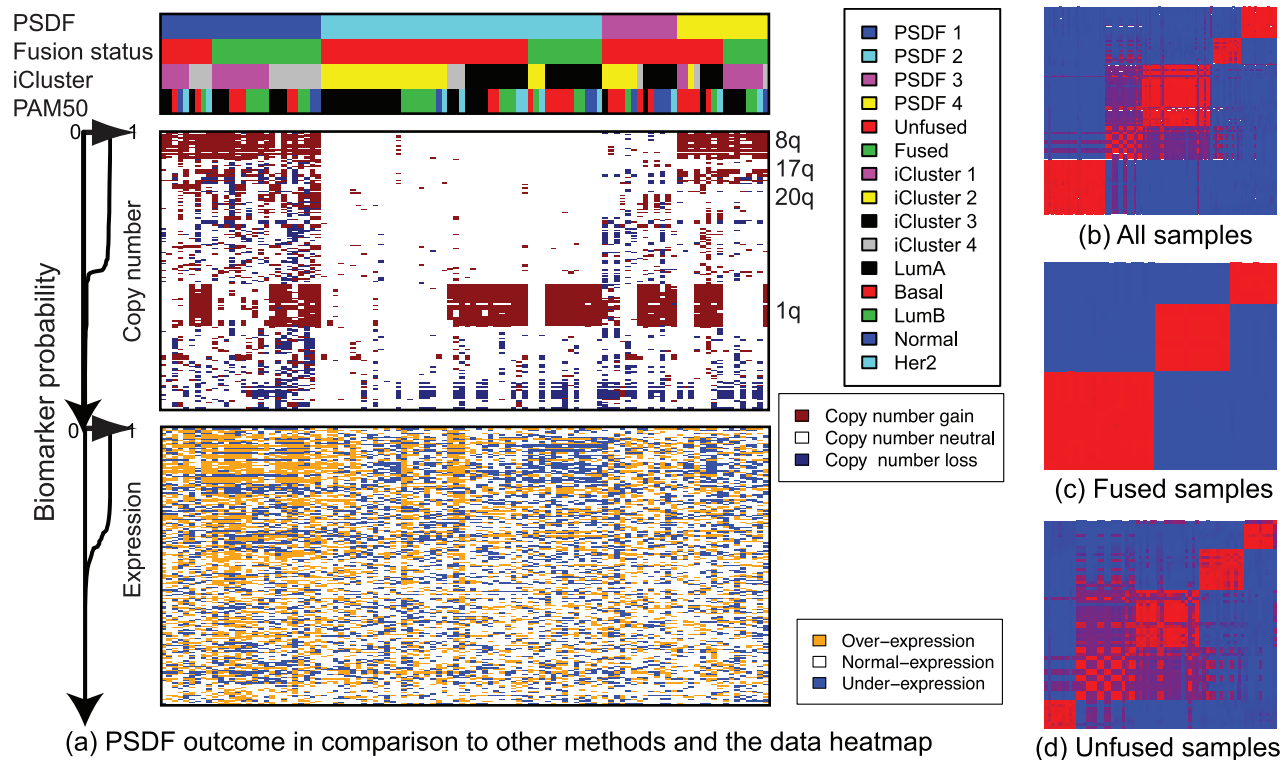 PSDF
Fusion status
iCluster
PAM50
0
1
8q
17q
20q
1q
Copy number
Biomarker probability
0
1
Expression
PSDF 1
PSDF 2
PSDF 3
PSDF 4
Unfused
Fused
iCluster 1
iCluster 2
iCluster 3
iCluster 4
LumA
Basal
LumB
Normal
Her2
Copy number gain
Copy number neutral
Copy number loss
Over-expression
Normal-expression
Under-expression
(a) PSDF outcome in comparison to other methods and the data heatmap
(b) All samples
(c) Fused samples
(d) Unfused samples